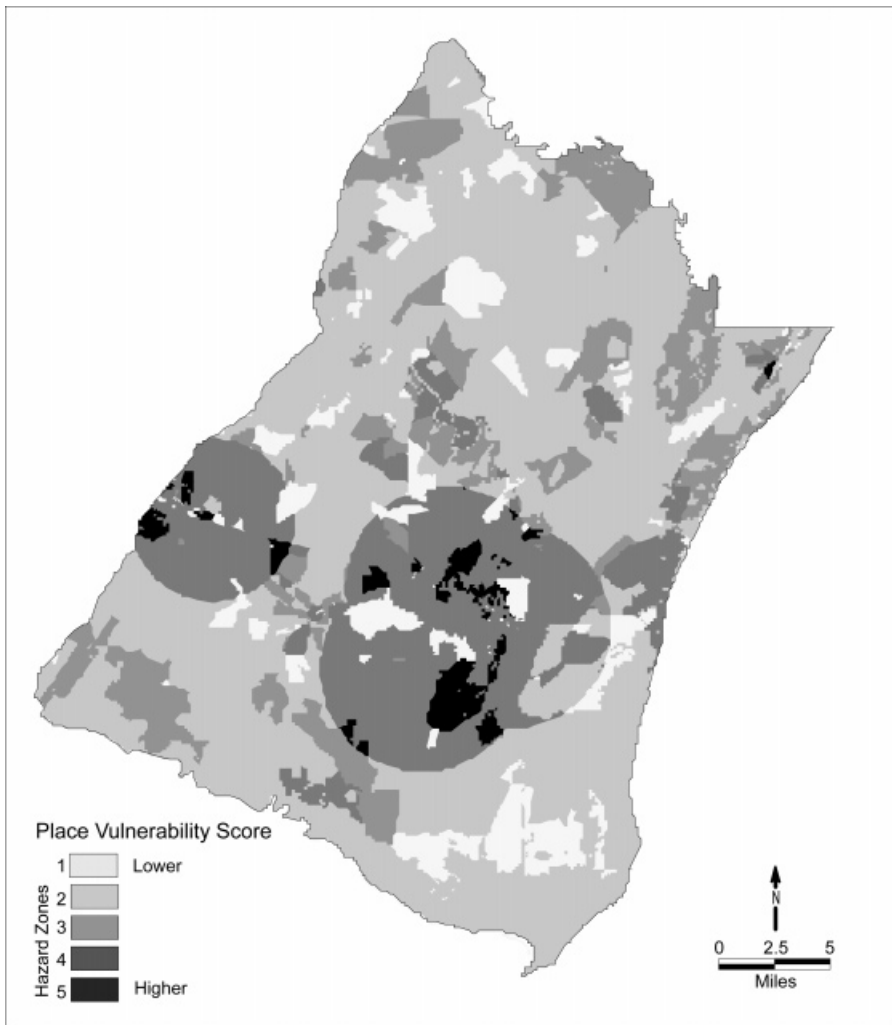 Place Vulnerability Score
Hazard Zones
1 Lower
2
3
4
5 Higher
N
0 2.5 5
Miles